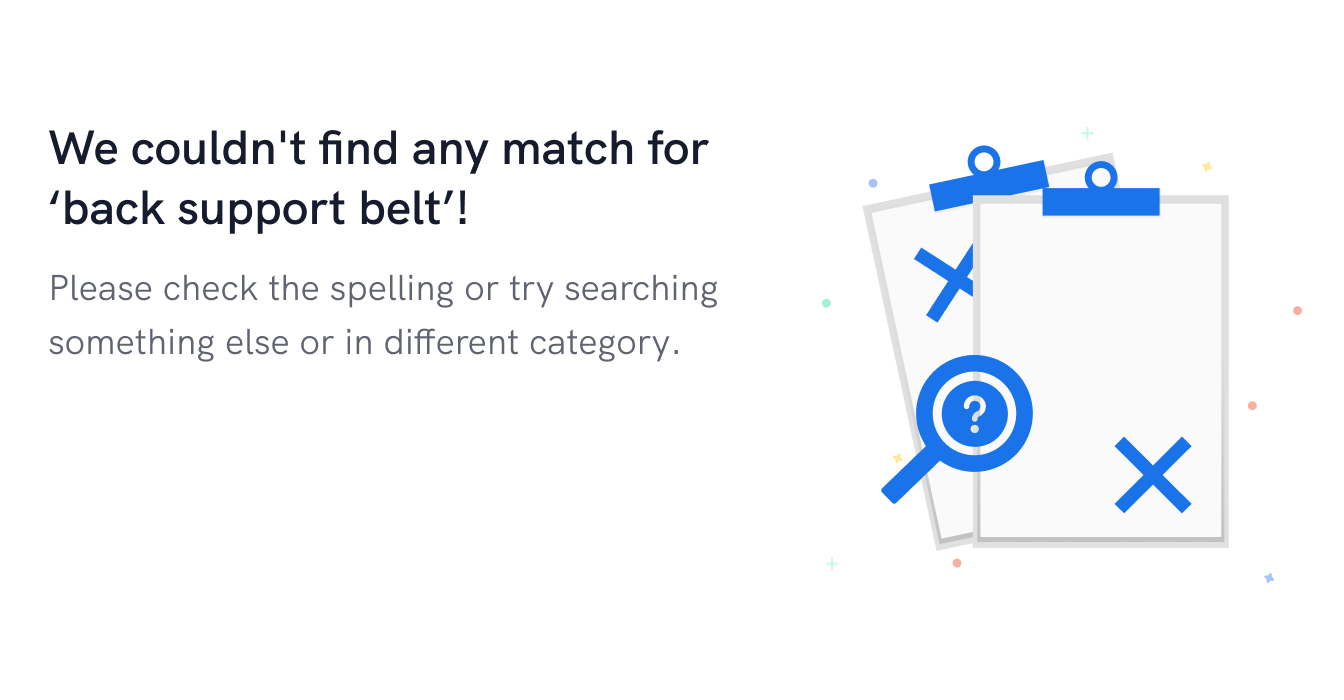 We couldn't find any match for
‘back support belt’!
Please check the spelling or try searching
something else or in different category.
?